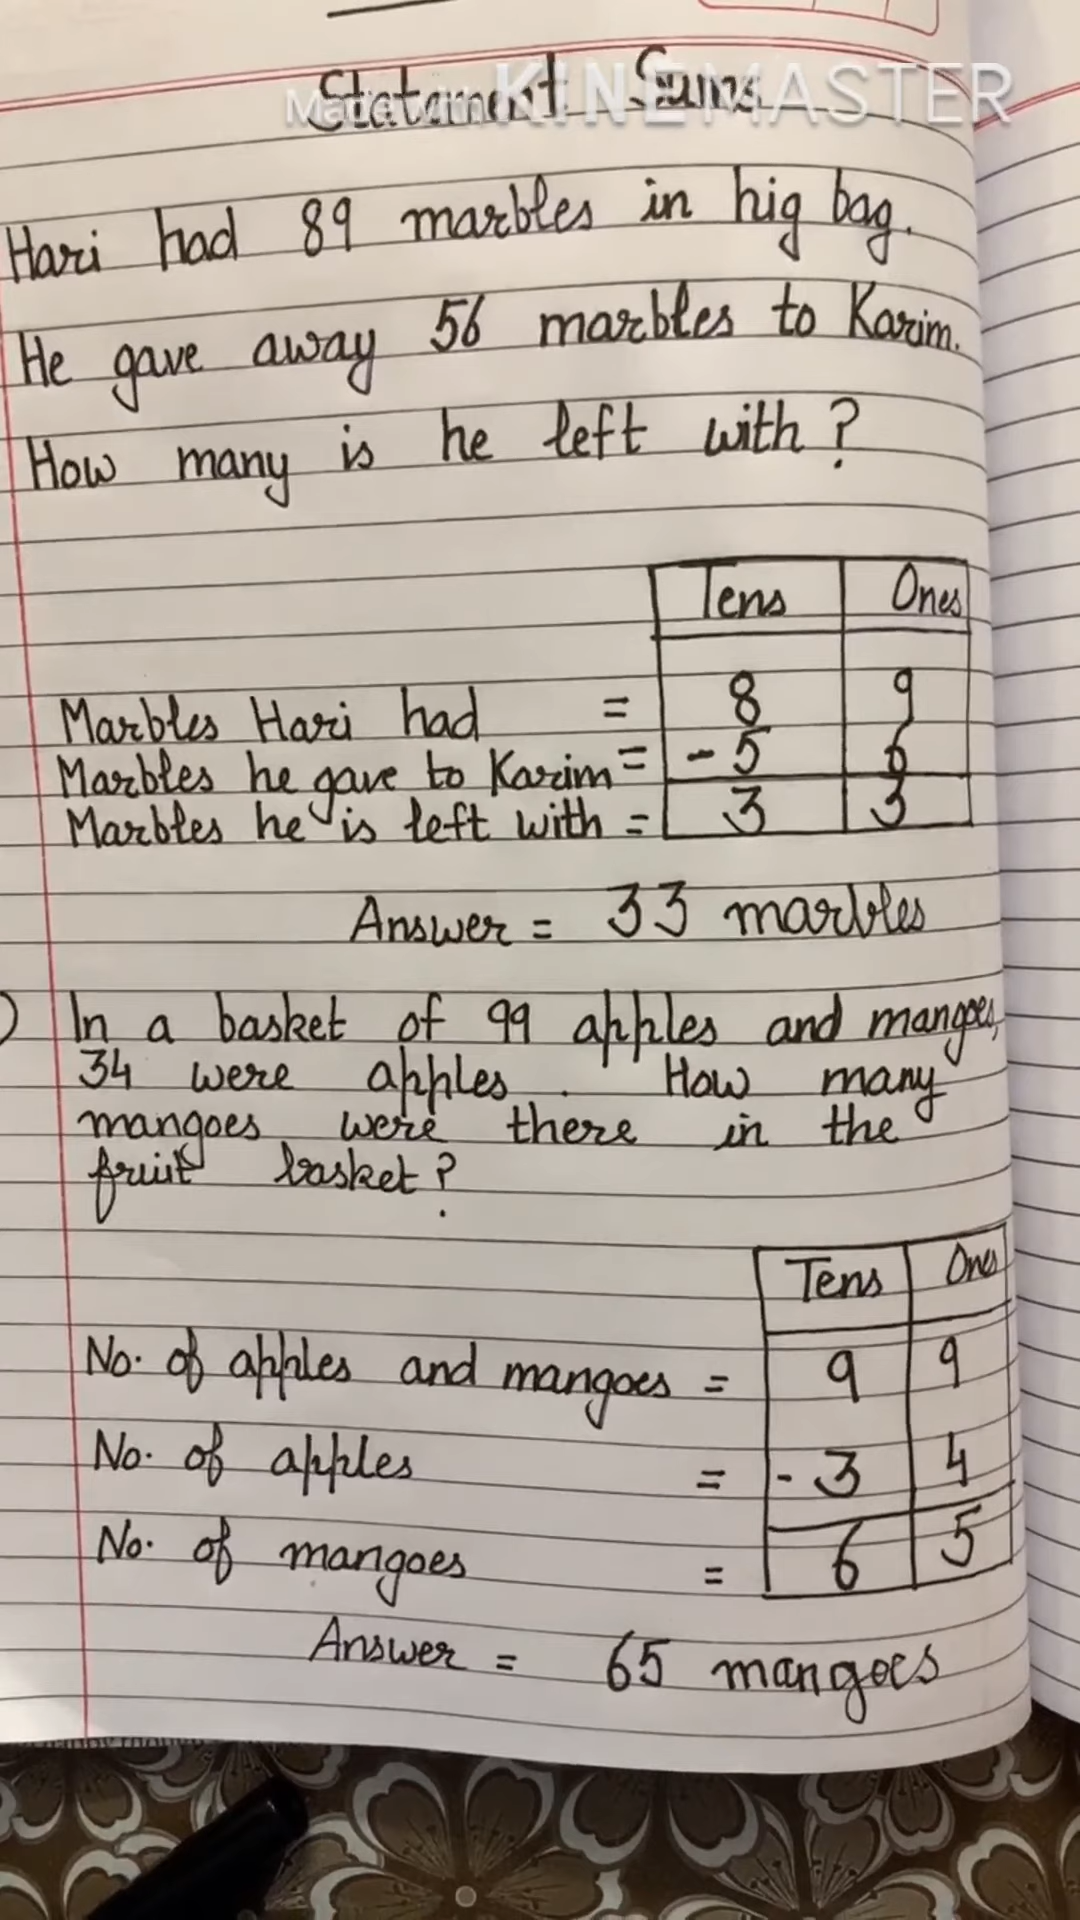 Statement Sums
Made with KINEMASTER
Hari had 89 marbles in hig bag.
He gave away 56 marbles to Karim.
How many is he left with?
Tens Ones
Marbles Hari had = 8 9
Marbles he gave to Karim = - 5 6
Marbles he is left with = 3 3
Answer = 33 marbles
) In a basket of 99 apples and mangoes,
34 were apples. How many
mangoes were there in the
fruit basket?
Tens Ones
No. of apples and mangoes = 9 9
No. of apples = - 3 4
No. of mangoes = 6 5
Answer = 65 mangoes